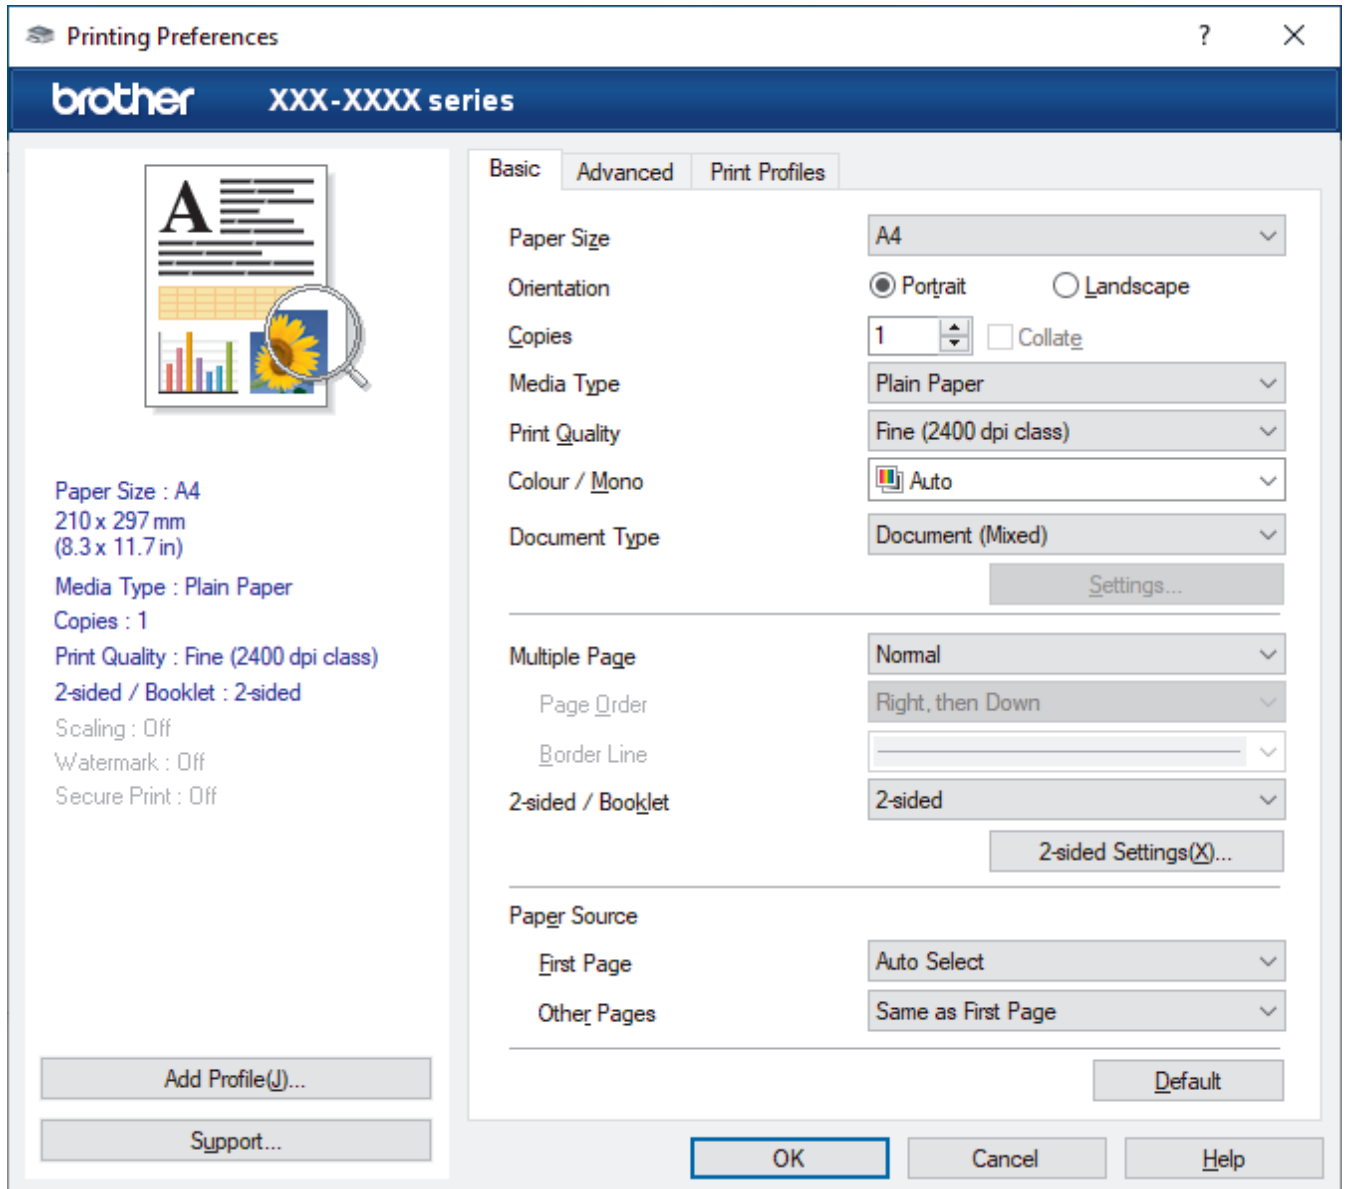 Printing Preferences ?
brother XXX-XXXX series
A
Paper Size : A4
210 x 297 mm
(8.3 x 11.7 in)
Media Type : Plain Paper
Copies : 1
Print Quality : Fine (2400 dpi class)
2-sided / Booklet : 2-sided
Scaling : Off
Watermark : Off
Secure Print : Off
Add Profile(J)...
Support...
Basic Advanced Print Profiles
Paper Size A4
Orientation Portrait Landscape
Copies 1 Collate
Media Type Plain Paper
Print Quality Fine (2400 dpi class)
Colour / Mono Auto
Document Type Document (Mixed)
Settings...
Multiple Page Normal
Page Order Right, then Down
Border Line
2-sided / Booklet 2-sided
2-sided Settings(X)...
Paper Source
First Page Auto Select
Other Pages Same as First Page
Default
OK Cancel Help